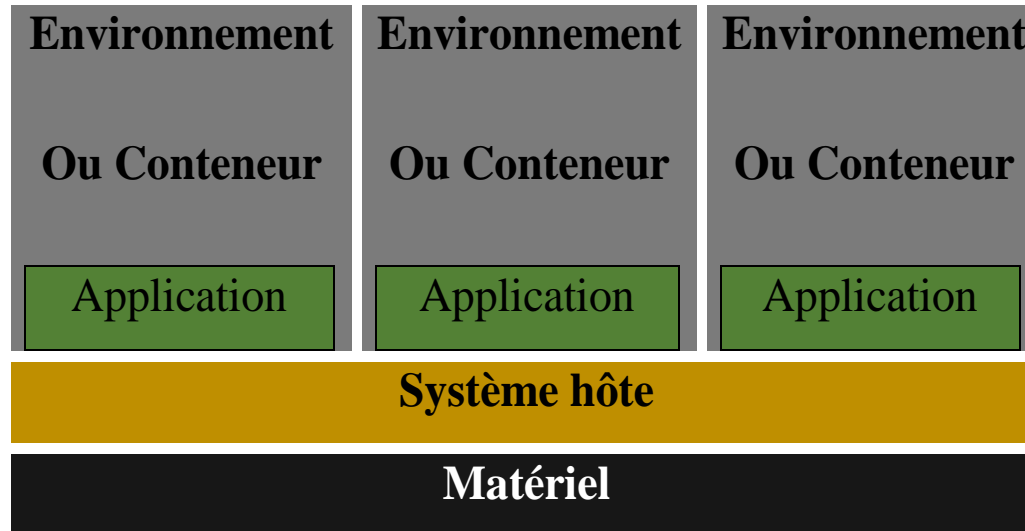 Environnement
Ou Conteneur
Application
Environnement
Ou Conteneur
Application
Environnement
Ou Conteneur
Application
Système hôte
Matériel